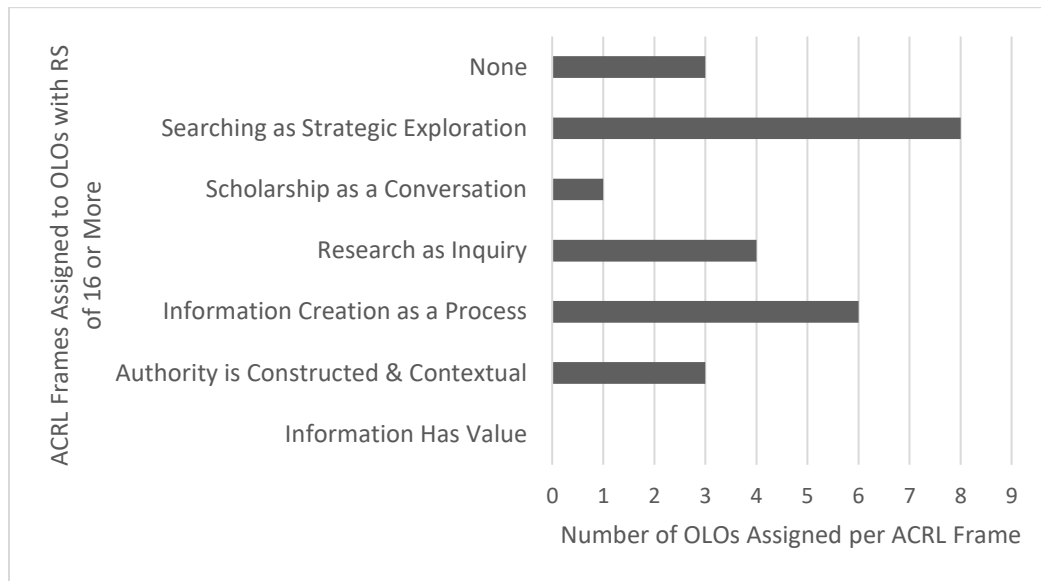 ACRL Frames Assigned to OLOs with RS
of 16 or More
None
Searching as Strategic Exploration
Scholarship as a Conversation
Research as Inquiry
Information Creation as a Process
Authority is Constructed & Contextual
Information Has Value
0 1 2 3 4 5 6 7 8 9
Number of OLOs Assigned per ACRL Frame